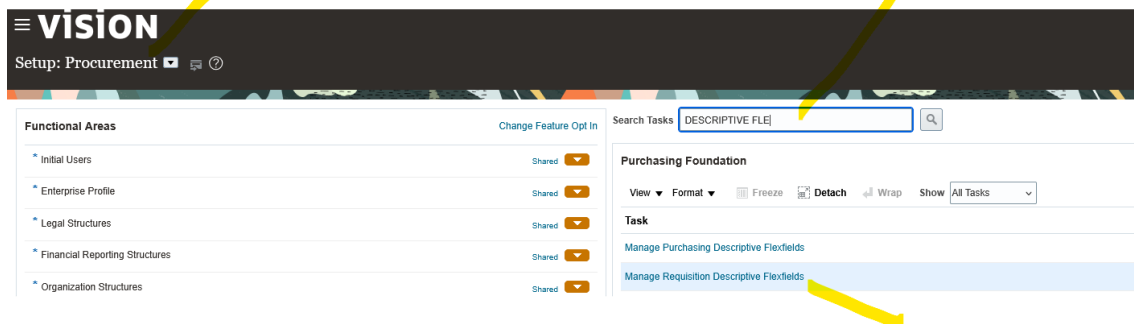 VISION
Setup: Procurement
Functional Areas
Change Feature Opt In
* Initial Users
Shared
* Enterprise Profile
Shared
* Legal Structures
Shared
* Financial Reporting Structures
Shared
* Organization Structures
Shared
Search Tasks DESCRIPTIVE FLE
Purchasing Foundation
View Format Freeze Detach Wrap Show All Tasks
Task
Manage Purchasing Descriptive Flexfields
Manage Requisition Descriptive Flexfields